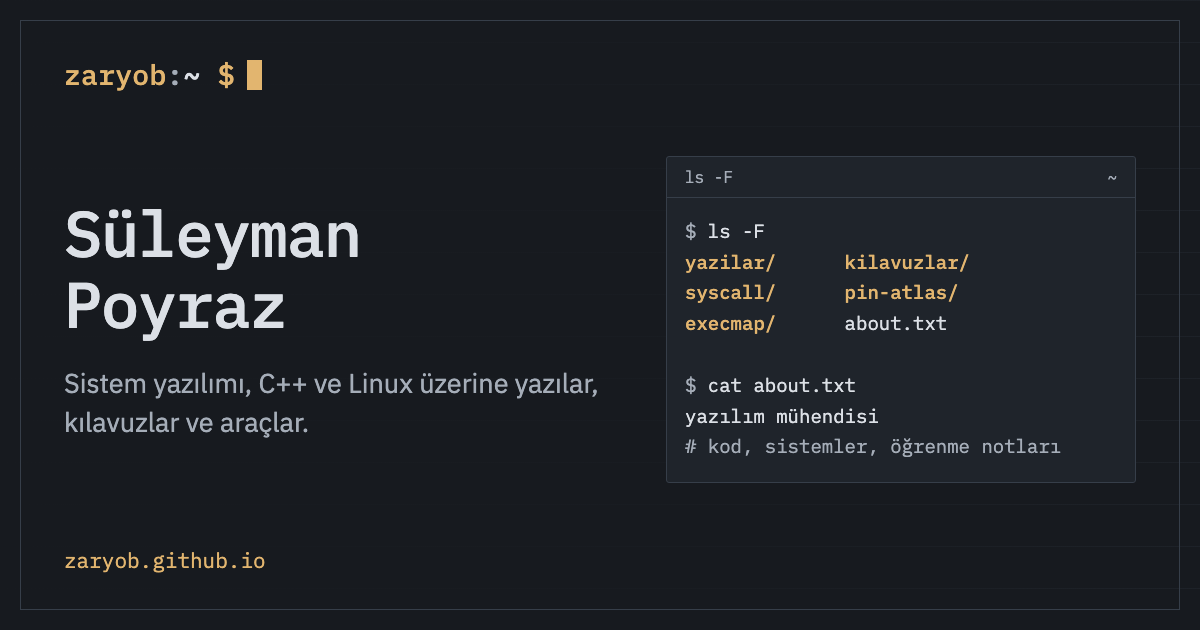 zaryob:~ $
Süleyman
Poyraz
Sistem yazılımı, C++ ve Linux üzerine yazılar,
kılavuzlar ve araçlar.
zaryob.github.io
ls -F ~
$ ls -F
yazilar/ kilavuzlar/
syscall/ pin-atlas/
execmap/ about.txt
$ cat about.txt
yazılım mühendisi
# kod, sistemler, öğrenme notları